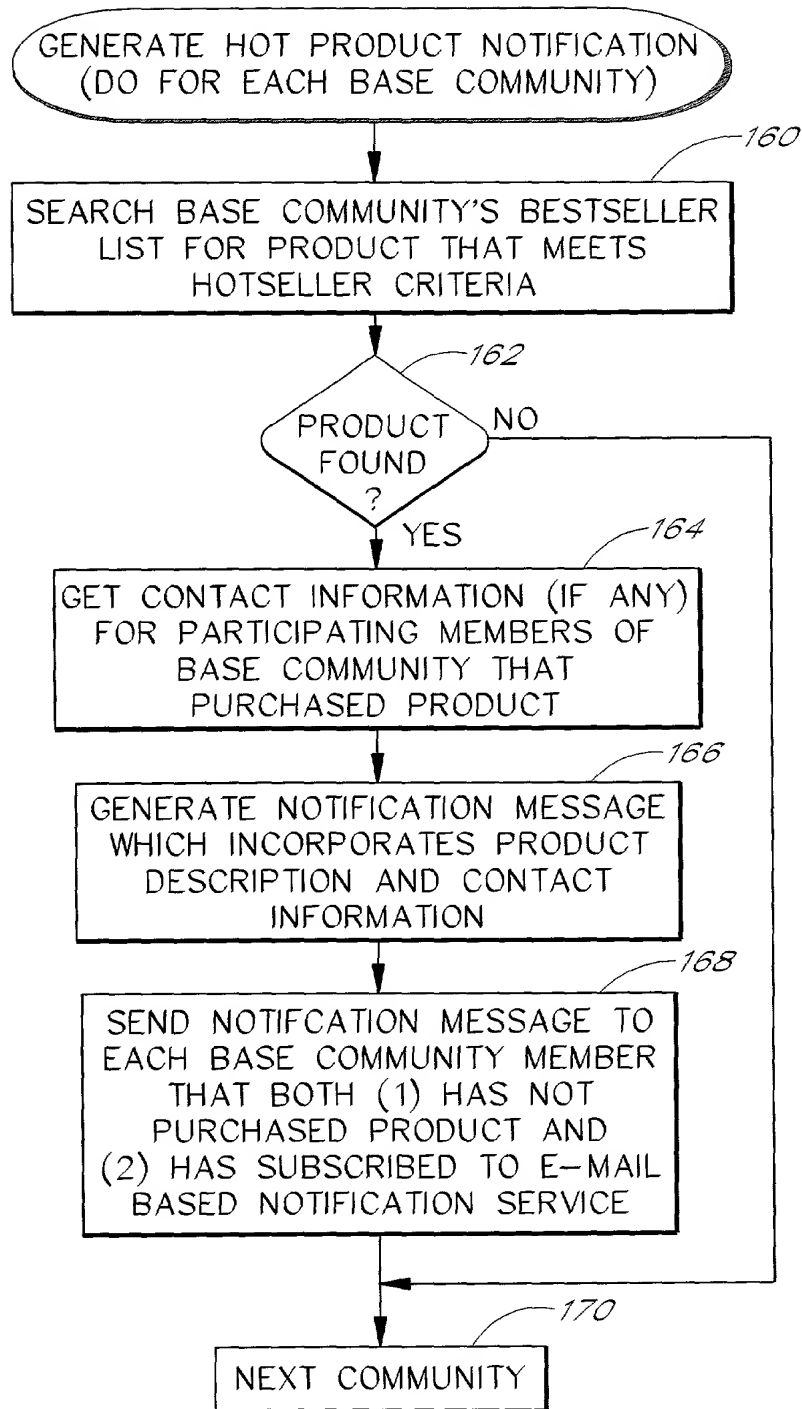 GENERATE HOT PRODUCT NOTIFICATION
(DO FOR EACH BASE COMMUNITY)
160
SEARCH BASE COMMUNITY'S BESTSELLER
LIST FOR PRODUCT THAT MEETS
HOTSELLER CRITERIA
162
PRODUCT
FOUND
?
NO
YES
164
GET CONTACT INFORMATION (IF ANY)
FOR PARTICIPATING MEMBERS OF
BASE COMMUNITY THAT
PURCHASED PRODUCT
166
GENERATE NOTIFICATION MESSAGE
WHICH INCORPORATES PRODUCT
DESCRIPTION AND CONTACT
INFORMATION
168
SEND NOTIFCATION MESSAGE TO
EACH BASE COMMUNITY MEMBER
THAT BOTH (1) HAS NOT
PURCHASED PRODUCT AND
(2) HAS SUBSCRIBED TO E-MAIL
BASED NOTIFICATION SERVICE
170
NEXT COMMUNITY